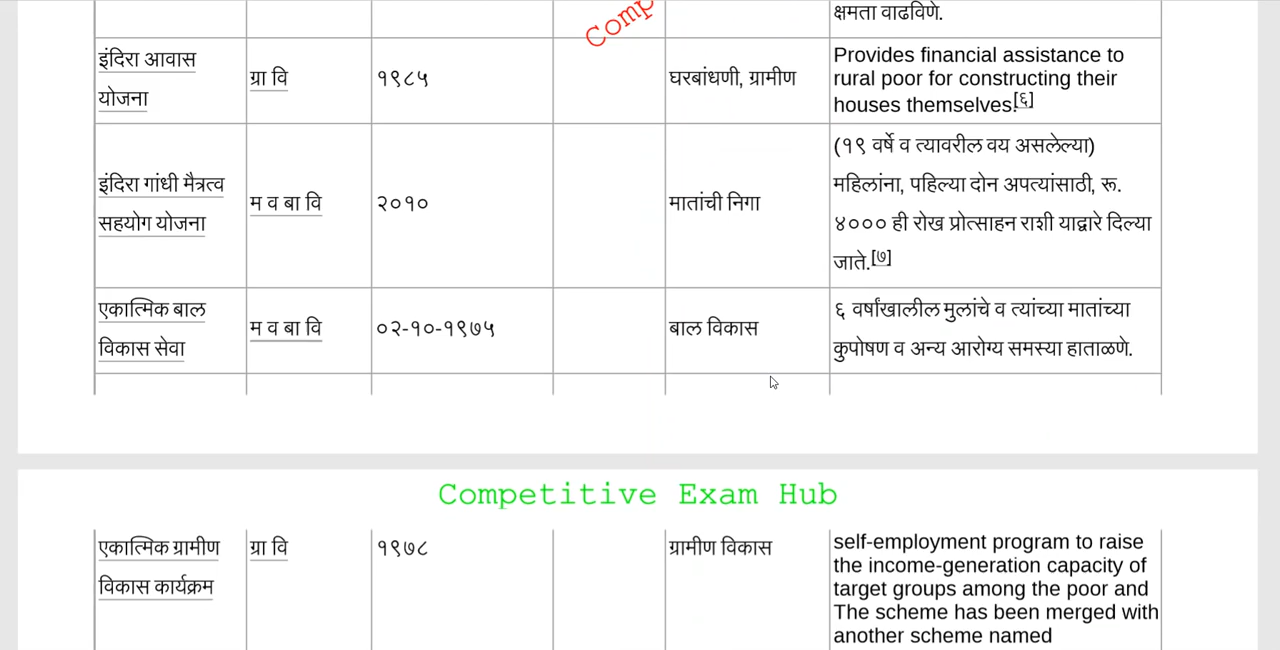 क्षमता वाढविणे.
Comp
इंदिरा आवास
योजना
ग्रा वि
१९८५
घरबांधणी, ग्रामीण
Provides financial assistance to
rural poor for constructing their
houses themselves.[६]
इंदिरा गांधी मैत्रत्व
सहयोग योजना
म व बा वि
२०१०
मातांची निगा
(१९ वर्षे व त्यावरील वय असलेल्या)
महिलांना, पहिल्या दोन अपत्यांसाठी, रू.
४००० ही रोख प्रोत्साहन राशी याद्वारे दिल्या
जाते.[७]
एकात्मिक बाल
विकास सेवा
म व बा वि
०२-१०-१९७५
बाल विकास
६ वर्षांखालील मुलांचे व त्यांच्या मातांच्या
कुपोषण व अन्य आरोग्य समस्या हाताळणे.
Competitive Exam Hub
एकात्मिक ग्रामीण
विकास कार्यक्रम
ग्रा वि
१९७८
ग्रामीण विकास
self-employment program to raise
the income-generation capacity of
target groups among the poor and
The scheme has been merged with
another scheme named